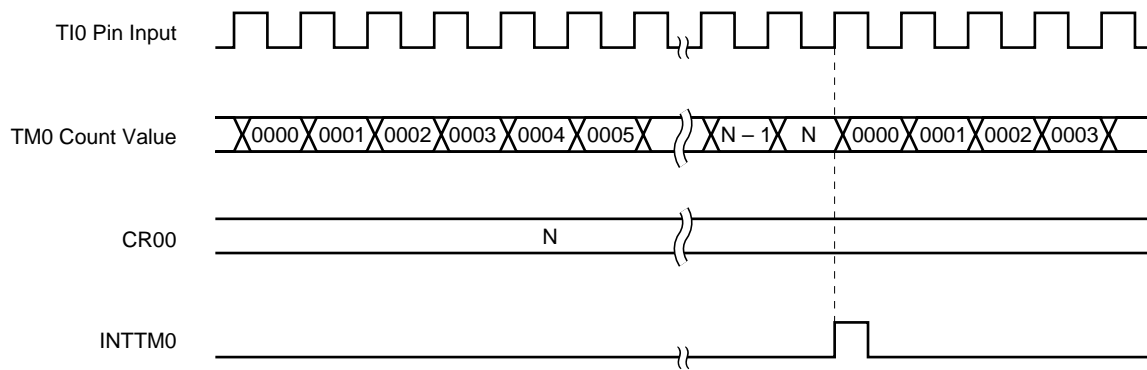 TI0 Pin Input
TM0 Count Value 0000 0001 0002 0003 0004 0005 N – 1 N 0000 0001 0002 0003
CR00 N
INTTM0